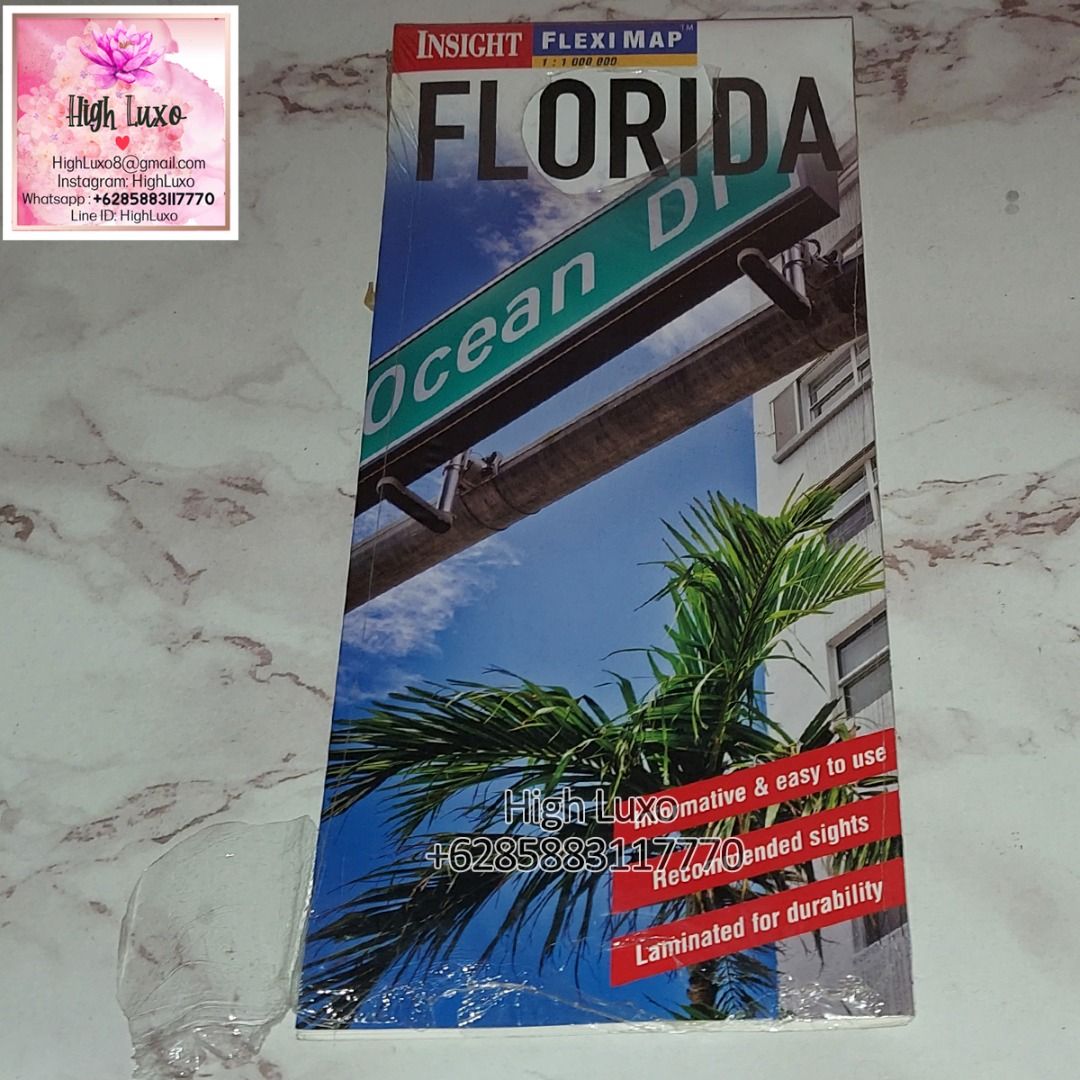 High Luxo
HighLuxo8@gmail.com
Instagram: HighLuxo
Whatsapp : +6285883117770
Line ID: HighLuxo
INSIGHT FLEXI MAP™
1 : 1 000 000
FLORIDA
Ocean Dr
Informative & easy to use
High Luxo
+6285883117770
Recommended sights
Laminated for durability